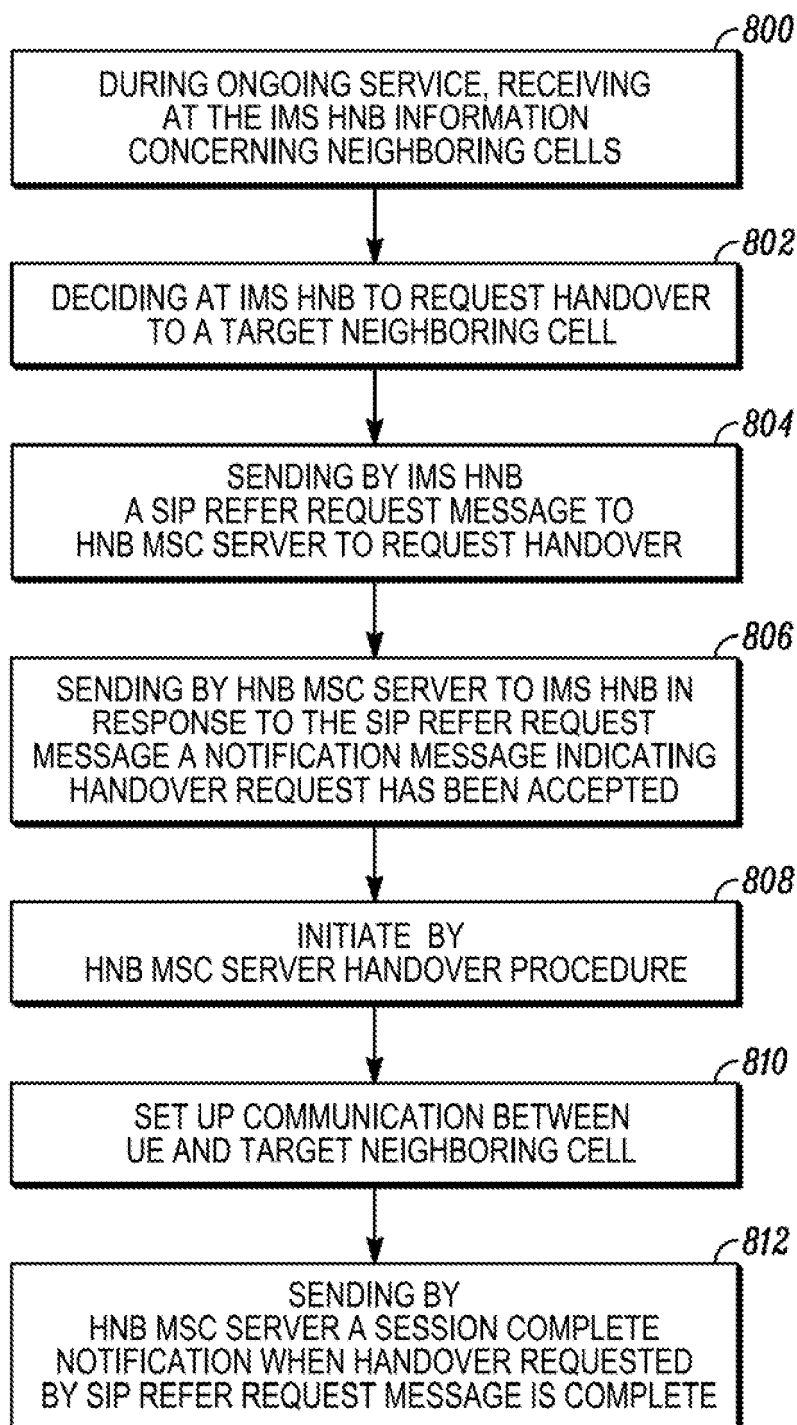 800
DURING ONGOING SERVICE, RECEIVING
AT THE IMS HNB INFORMATION
CONCERNING NEIGHBORING CELLS
802
DECIDING AT IMS HNB TO REQUEST HANDOVER
TO A TARGET NEIGHBORING CELL
804
SENDING BY IMS HNB
A SIP REFER REQUEST MESSAGE TO
HNB MSC SERVER TO REQUEST HANDOVER
806
SENDING BY HNB MSC SERVER TO IMS HNB IN
RESPONSE TO THE SIP REFER REQUEST
MESSAGE A NOTIFICATION MESSAGE INDICATING
HANDOVER REQUEST HAS BEEN ACCEPTED
808
INITIATE BY
HNB MSC SERVER HANDOVER PROCEDURE
810
SET UP COMMUNICATION BETWEEN
UE AND TARGET NEIGHBORING CELL
812
SENDING BY
HNB MSC SERVER A SESSION COMPLETE
NOTIFICATION WHEN HANDOVER REQUESTED
BY SIP REFER REQUEST MESSAGE IS COMPLETE